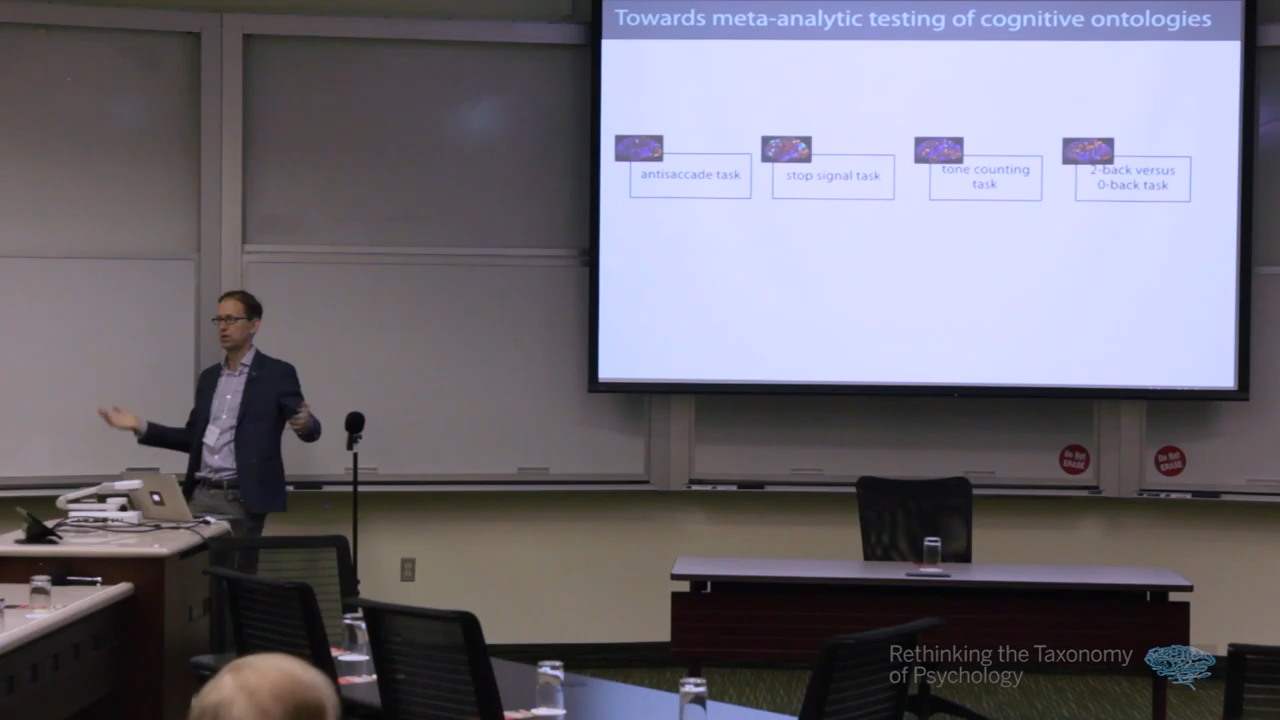 Towards meta-analytic testing of cognitive ontologies
antisaccade task
stop signal task
tone counting
task
2-back versus
0-back task
Do Not
ERASE
Do Not
ERASE
Rethinking the Taxonomy
of Psychology